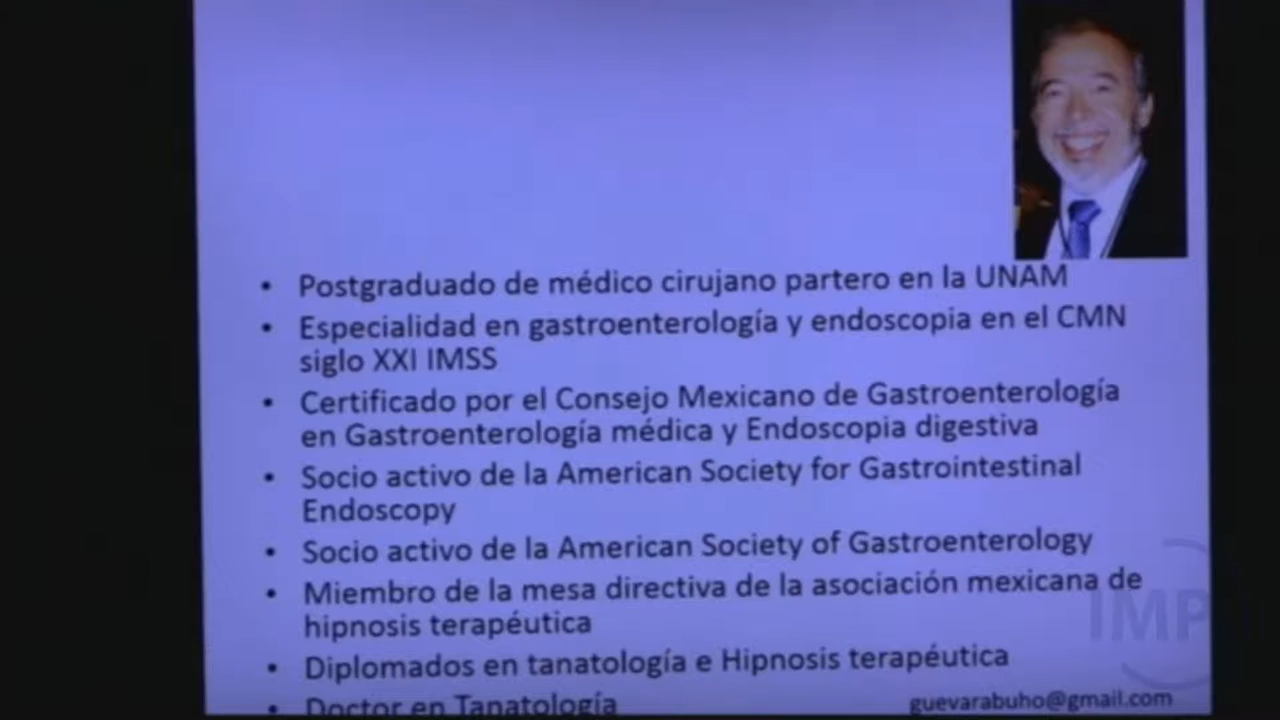 • Postgraduado de médico cirujano partero en la UNAM
• Especialidad en gastroenterología y endoscopia en el CMN
siglo XXI IMSS
• Certificado por el Consejo Mexicano de Gastroenterología
en Gastroenterología médica y Endoscopia digestiva
• Socio activo de la American Society for Gastrointestinal
Endoscopy
• Socio activo de la American Society of Gastroenterology
• Miembro de la mesa directiva de la asociación mexicana de
hipnosis terapéutica
• Diplomados en tanatología e Hipnosis terapéutica
• Doctor en Tanatología
guevarabuho@gmail.com
IMP